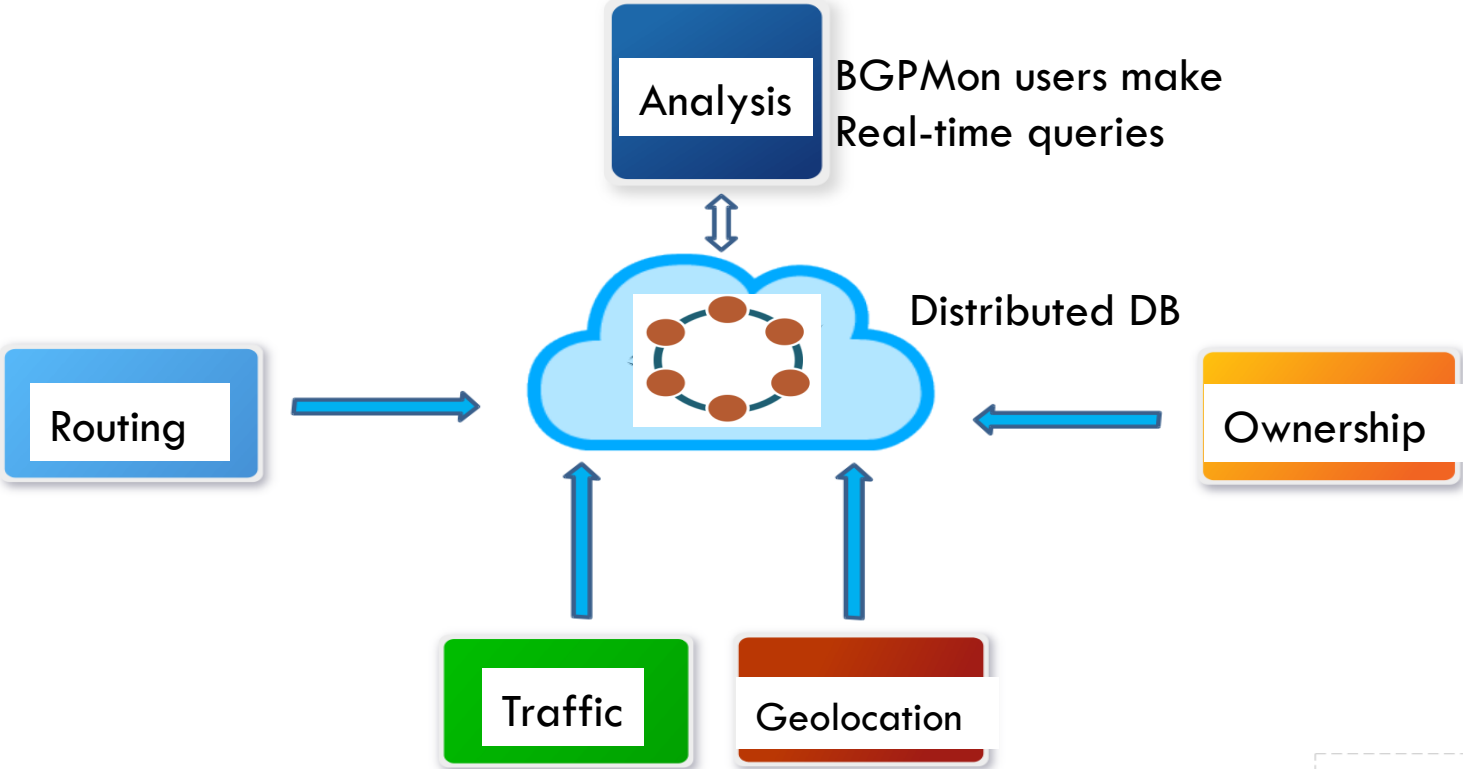 Analysis
BGPMon users make
Real-time queries
Distributed DB
Routing
Ownership
Traffic
Geolocation